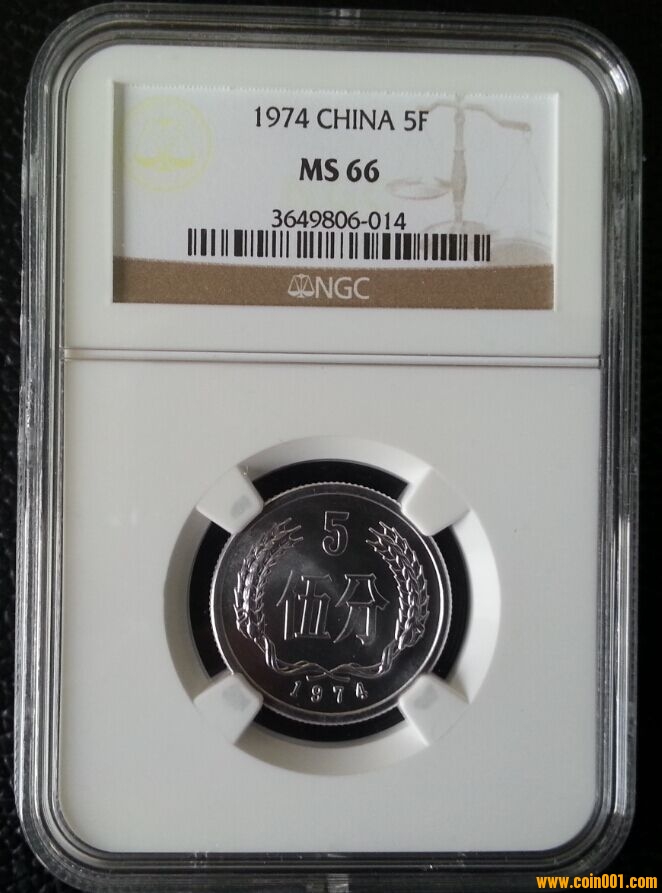 1974 CHINA 5F
MS 66
3649806-014
NGC
5
伍分
1974
www.coin001.com